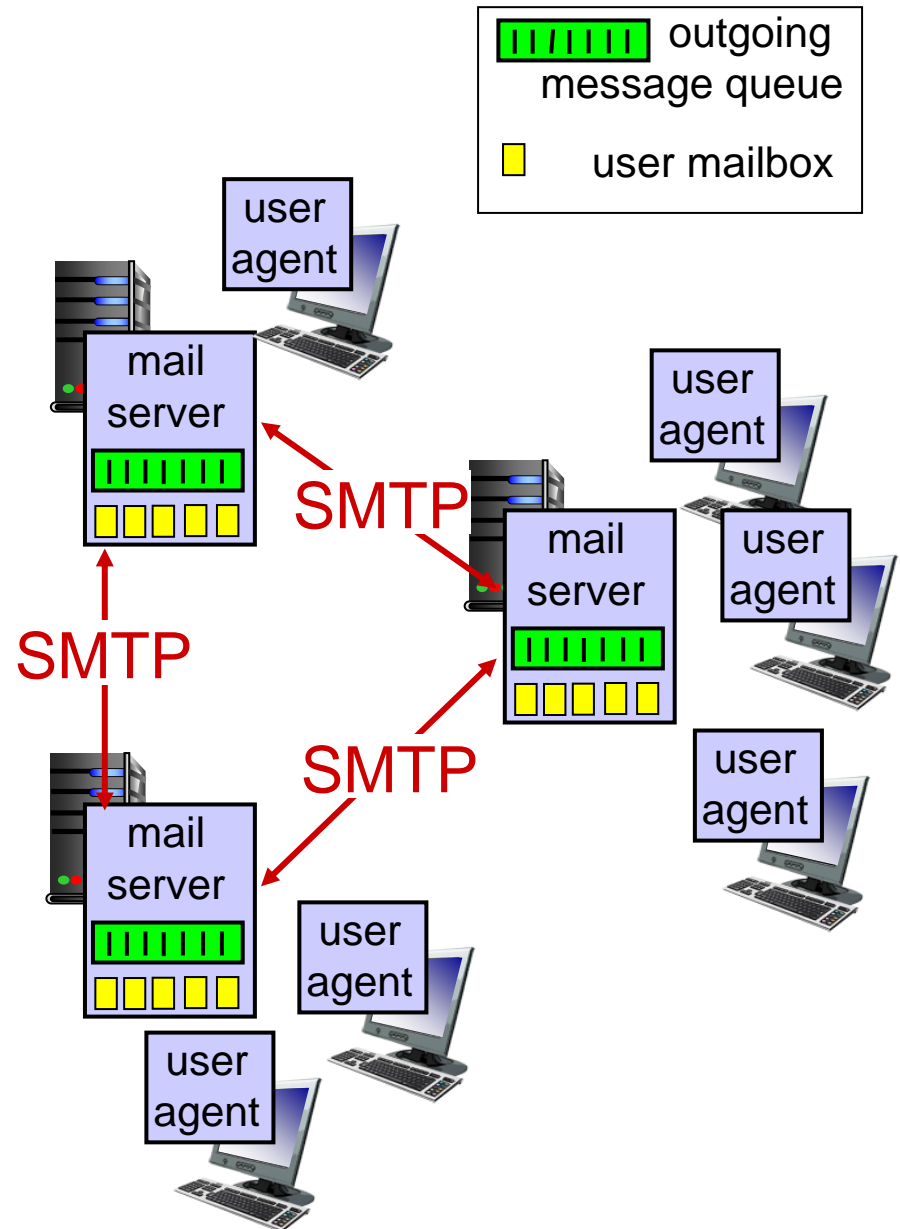 outgoing
message queue
user mailbox
user
agent
mail
server
SMTP
user
agent
mail
server
user
agent
SMTP
SMTP
user
agent
mail
server
user
agent
user
agent